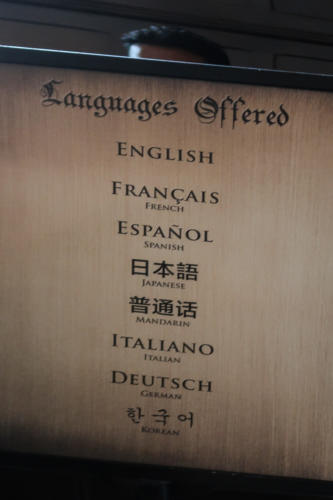 Languages Offered
ENGLISH
FRANÇAIS
FRENCH
ESPAÑOL
SPANISH
日本語
JAPANESE
普通话
MANDARIN
ITALIANO
ITALIAN
DEUTSCH
GERMAN
한국어
KOREAN